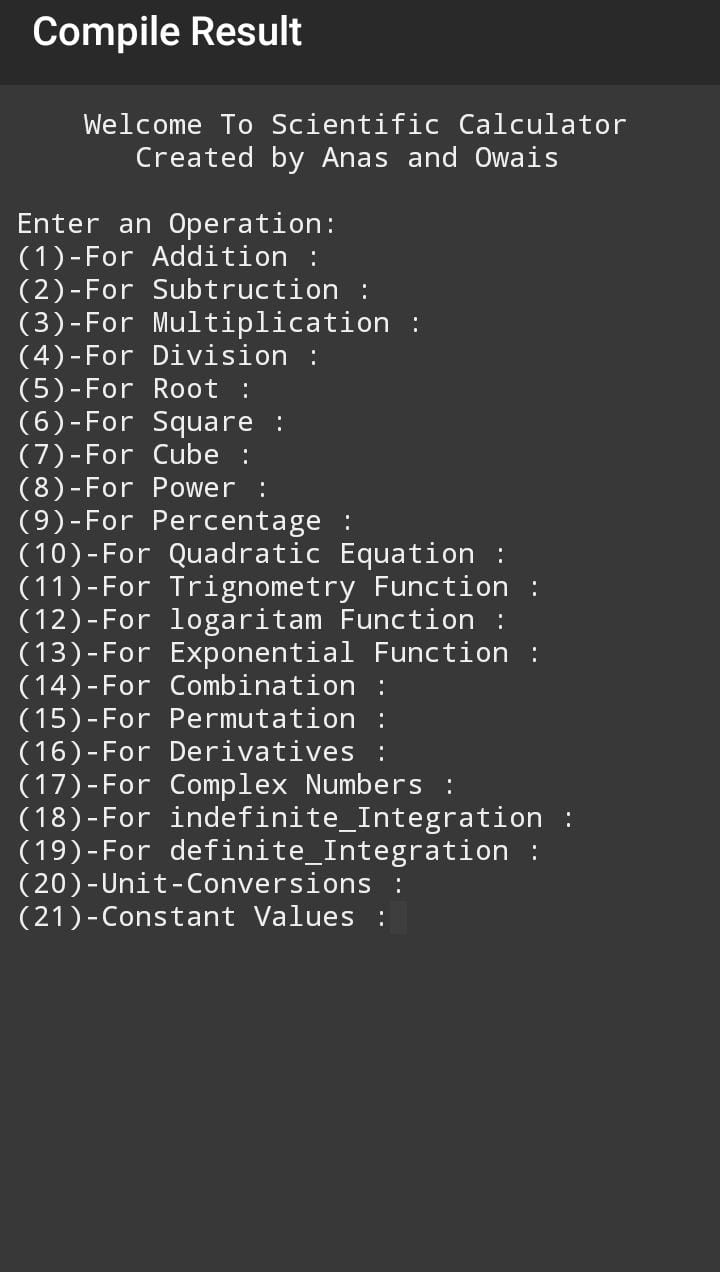 Compile Result
Welcome To Scientific Calculator
Created by Anas and Owais
Enter an Operation:
(1)-For Addition :
(2)-For Subtruction :
(3)-For Multiplication :
(4)-For Division :
(5)-For Root :
(6)-For Square :
(7)-For Cube :
(8)-For Power :
(9)-For Percentage :
(10)-For Quadratic Equation :
(11)-For Trignometry Function :
(12)-For logaritam Function :
(13)-For Exponential Function :
(14)-For Combination :
(15)-For Permutation :
(16)-For Derivatives :
(17)-For Complex Numbers :
(18)-For indefinite_Integration :
(19)-For definite_Integration :
(20)-Unit-Conversions :
(21)-Constant Values :